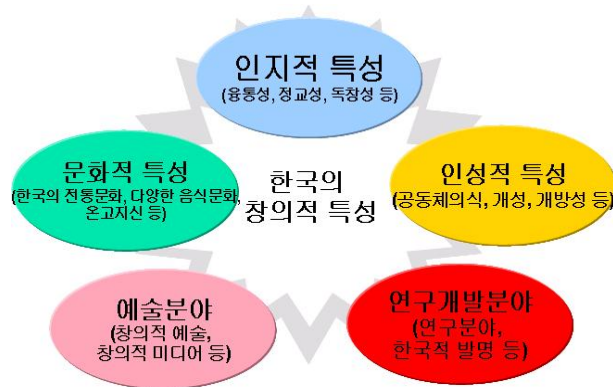 인지적 특성
(융통성, 정교성, 독창성 등)
문화적 특성
(한국의 전통문화, 다양한 음식문화,
온고지신 등)
한국의
창의적 특성
인성적 특성
(공동체의식, 개성, 개방성 등)
예술분야
(창의적 예술,
창의적 미디어 등)
연구개발분야
(연구분야,
한국적 발명 등)